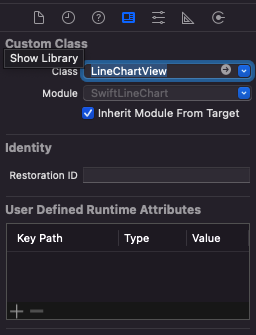 Custom Class
Show Library
Class LineChartView
Module SwiftLineChart
Inherit Module From Target
Identity
Restoration ID
User Defined Runtime Attributes
Key Path Type Value